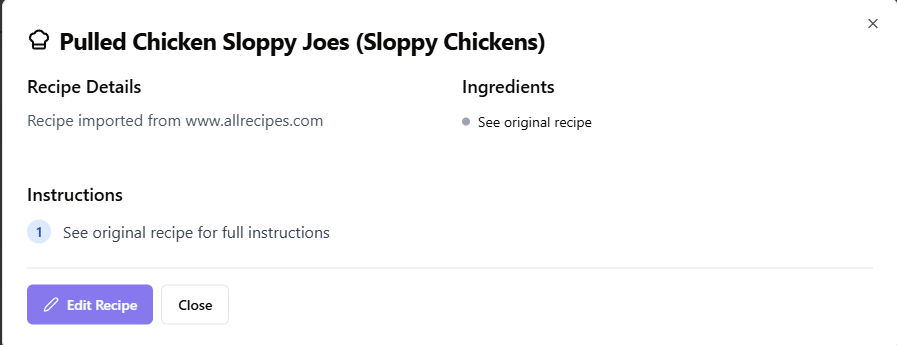 Pulled Chicken Sloppy Joes (Sloppy Chickens)
Recipe Details
Recipe imported from www.allrecipes.com
Ingredients
See original recipe
Instructions
1 See original recipe for full instructions
Edit Recipe
Close